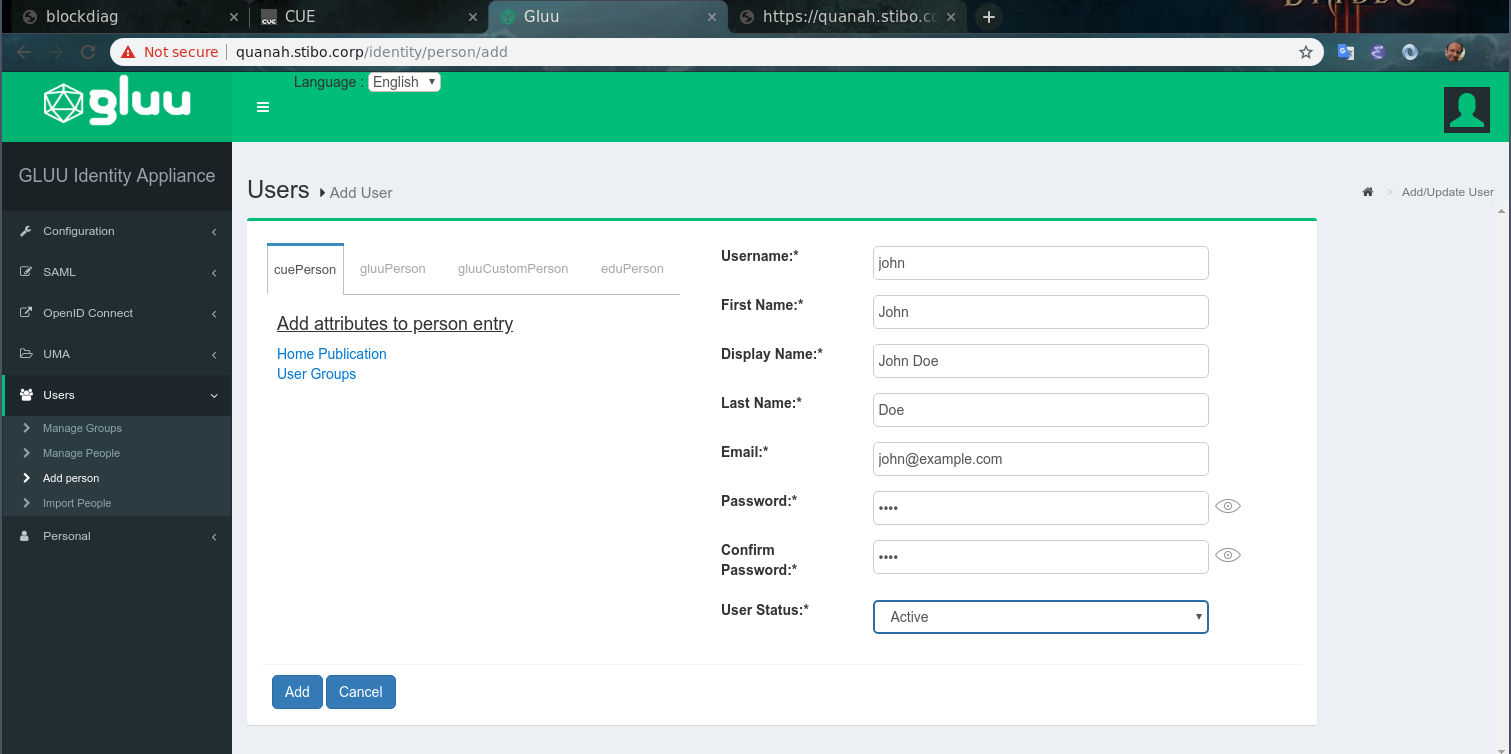 blockdiag
CUE
Gluu
https://quanah.stibo.cc
Not secure quanah.stibo.corp/identity/person/add
gluu
Language : English
GLUU Identity Appliance
Configuration
SAML
OpenID Connect
UMA
Users
Manage Groups
Manage People
Add person
Import People
Personal
Users Add User
> Add/Update User
cuePerson gluuPerson gluuCustomPerson eduPerson
Add attributes to person entry
Home Publication
User Groups
Username:* john
First Name:* John
Display Name:* John Doe
Last Name:* Doe
Email:* john@example.com
Password:* ••••
Confirm
Password:* ••••
User Status:* Active
Add Cancel